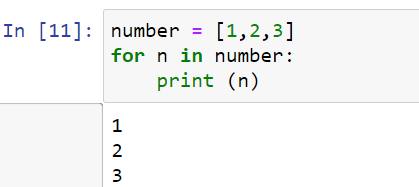 In [11]: number = [1,2,3]
for n in number:
    print (n)
1
2
3